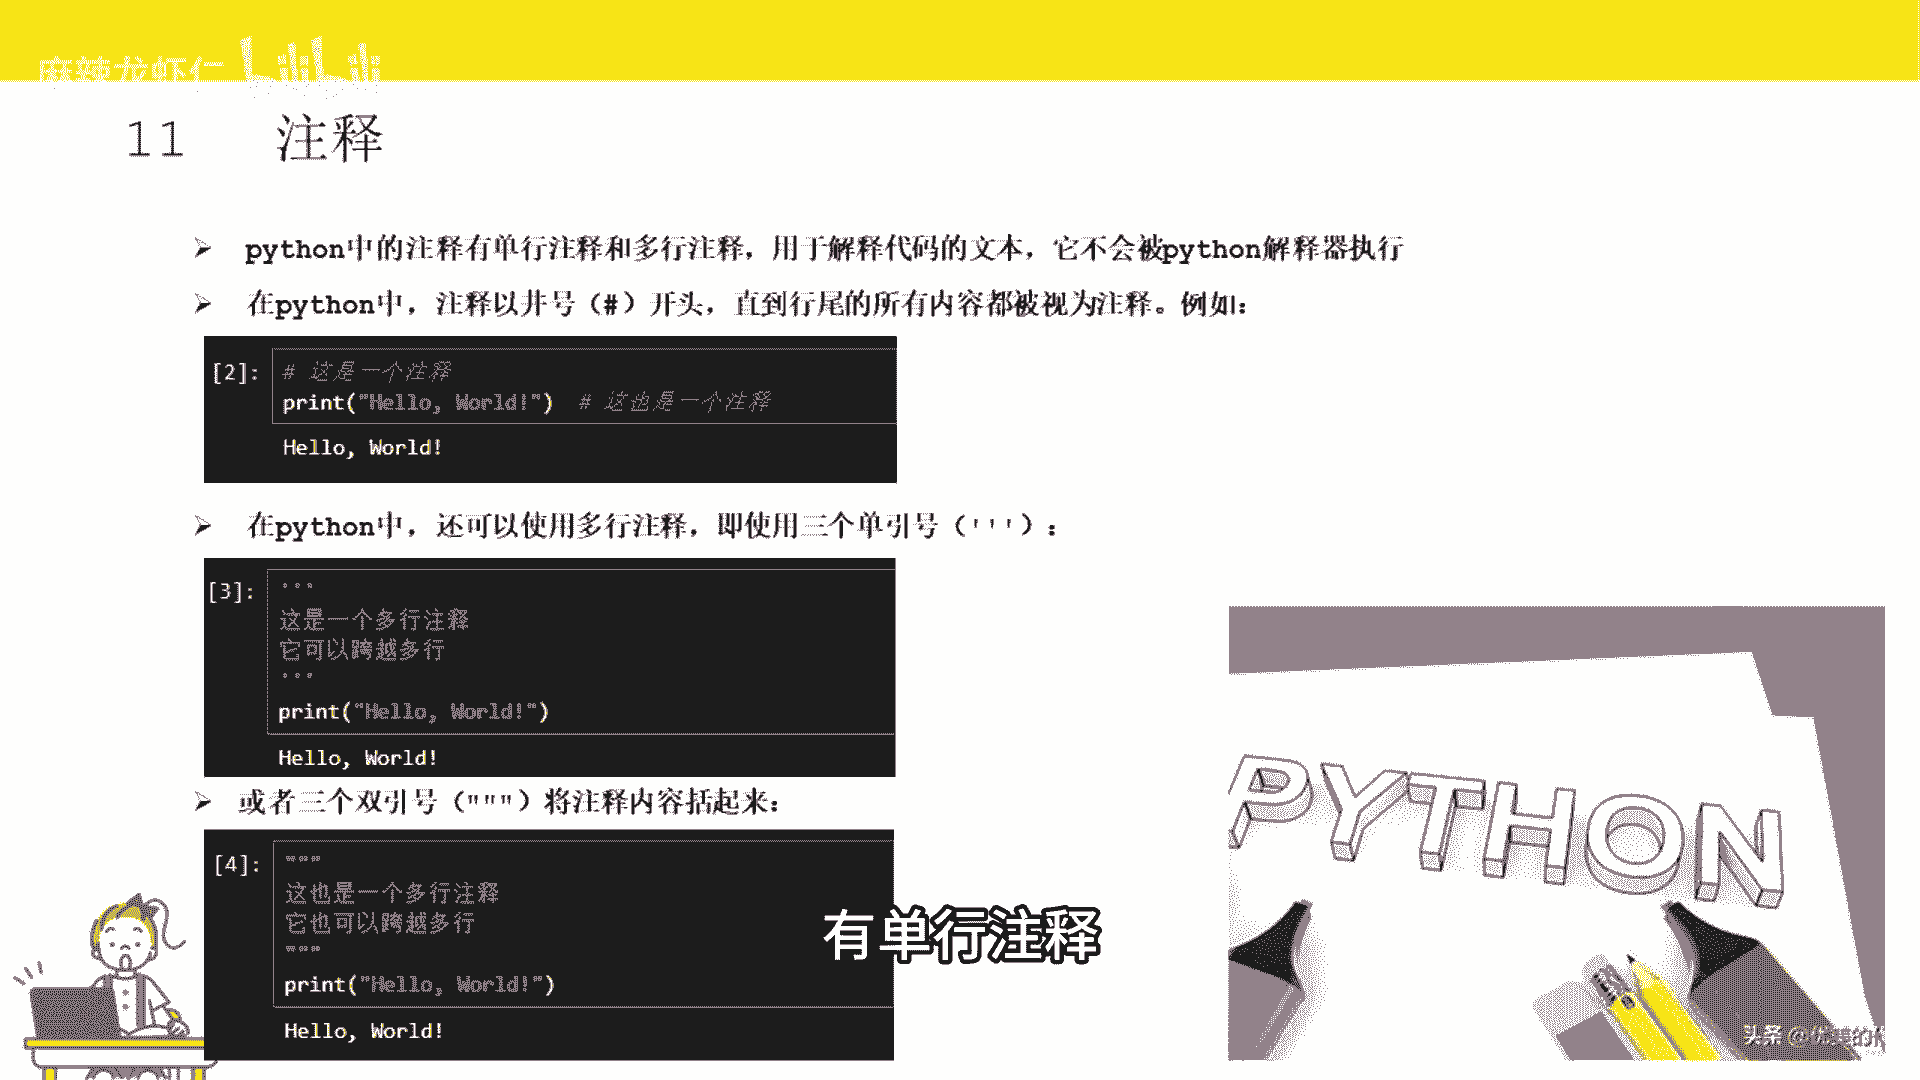 麻辣龙虾仁 bilibili
11 注释
python中的注释有单行注释和多行注释，用于解释代码的文本，它不会被python解释器执行
在python中，注释以井号（#）开头，直到行尾的所有内容都被视为注释。例如：
[2]: # 这是一个注释
print("Hello, World!") # 这也是一个注释
Hello, World!
在python中，还可以使用多行注释，即使用三个单引号（'''）：
[3]: '''
这是一个多行注释
它可以跨越多行
'''
print("Hello, World!")
Hello, World!
或者三个双引号（"""）将注释内容括起来：
[4]: """
这也是一个多行注释
它也可以跨越多行
"""
print("Hello, World!")
Hello, World!
有单行注释
PYTHON
头条 @